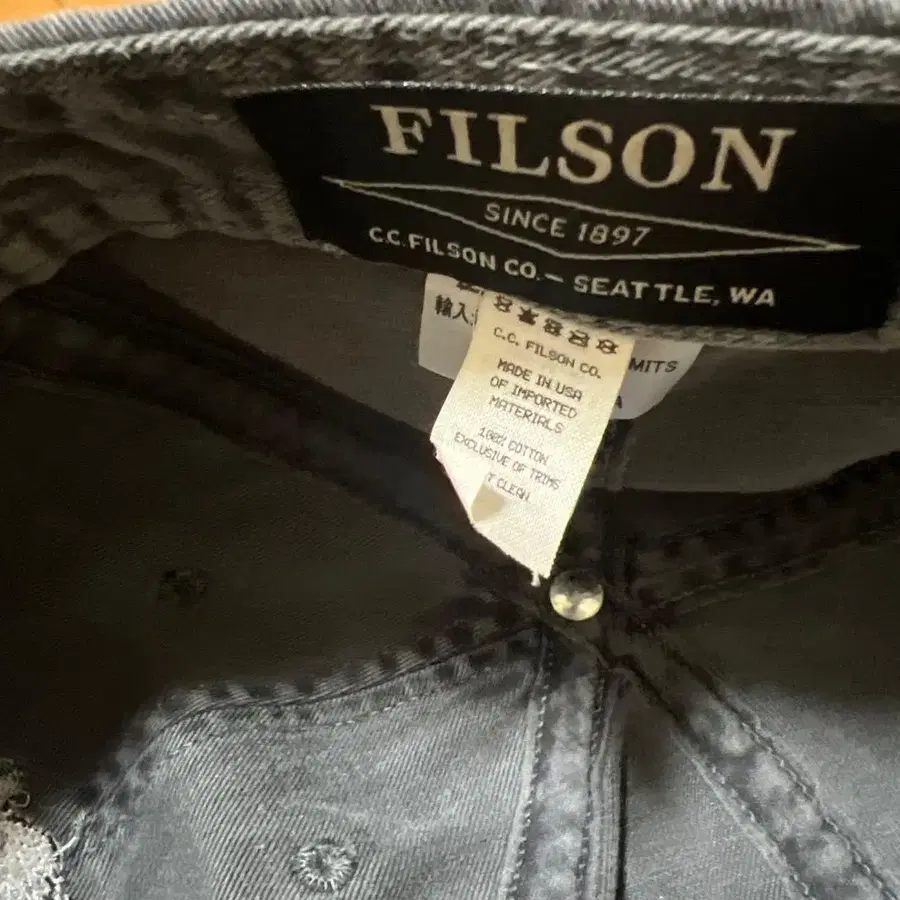 FILSON
SINCE 1897
C.C. FILSON CO. — SEATTLE, WA
輸入
MITS
C.C. FILSON CO.
MADE IN USA
OF IMPORTED
MATERIALS
100% COTTON
EXCLUSIVE OF TRIMS
T CLEAN